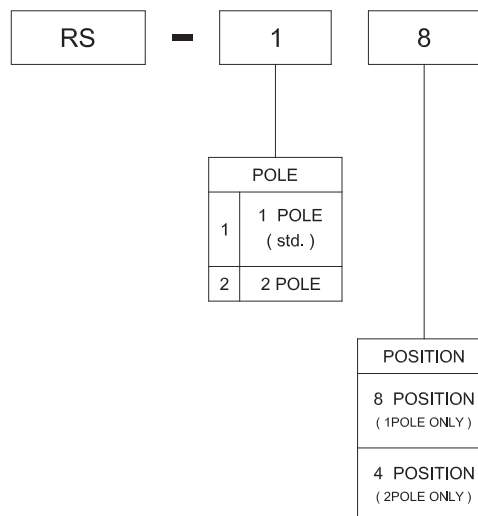 RS - 1 8
POLE
1 1 POLE
( std. )
2 2 POLE
POSITION
8 POSITION
( 1POLE ONLY )
4 POSITION
( 2POLE ONLY )